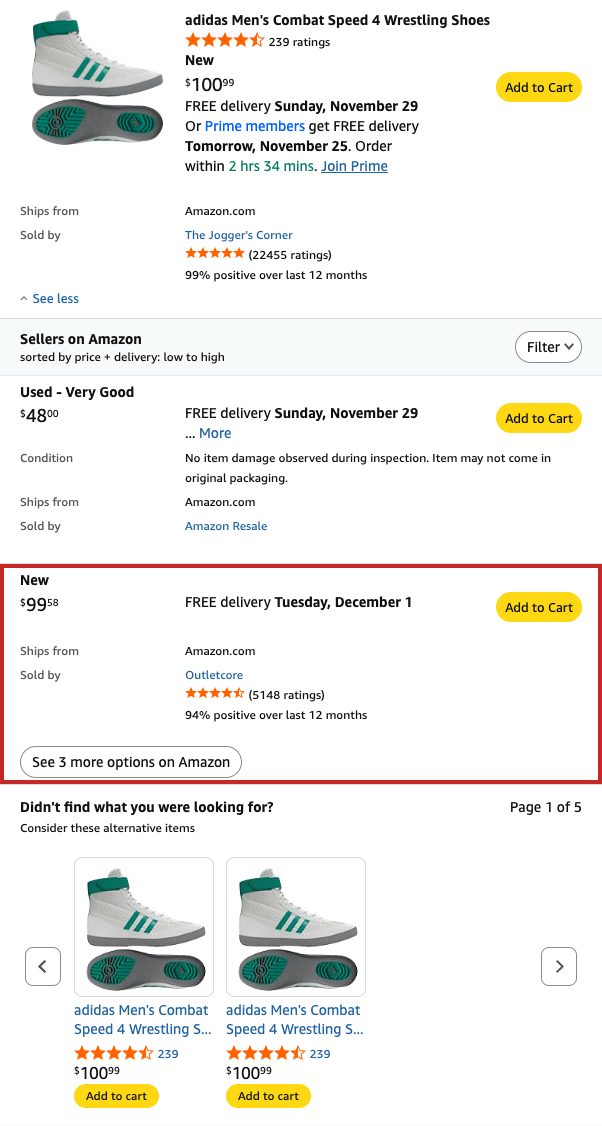 adidas Men's Combat Speed 4 Wrestling Shoes
239 ratings
New
$100.99
Add to Cart
FREE delivery Sunday, November 29
Or Prime members get FREE delivery
Tomorrow, November 25. Order
within 2 hrs 34 mins. Join Prime
Ships from Amazon.com
Sold by The Jogger's Corner
(22455 ratings)
99% positive over last 12 months
See less
Sellers on Amazon
sorted by price + delivery: low to high
Filter
Used - Very Good
$48.00 FREE delivery Sunday, November 29 Add to Cart
... More
Condition No item damage observed during inspection. Item may not come in
original packaging.
Ships from Amazon.com
Sold by Amazon Resale
New
$99.58 FREE delivery Tuesday, December 1 Add to Cart
Ships from Amazon.com
Sold by Outletcore
(5148 ratings)
94% positive over last 12 months
See 3 more options on Amazon
Didn't find what you were looking for? Page 1 of 5
Consider these alternative items
adidas Men's Combat
Speed 4 Wrestling S...
239
$100.99
Add to cart
adidas Men's Combat
Speed 4 Wrestling S...
239
$100.99
Add to cart